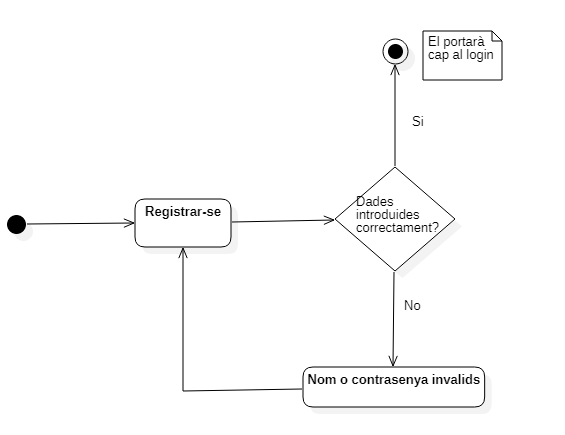 El portarà
cap al login
Si
Registrar-se
Dades
introduides
correctament?
No
Nom o contrasenya invalids